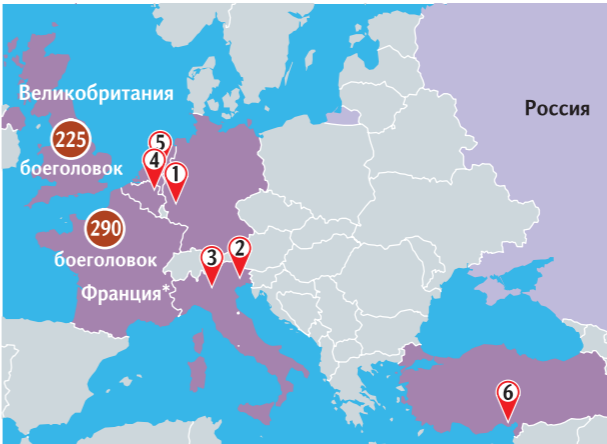 Великобритания
225
боеголовок
Россия
5
4
1
290
боеголовок
Франция*
3
2
6